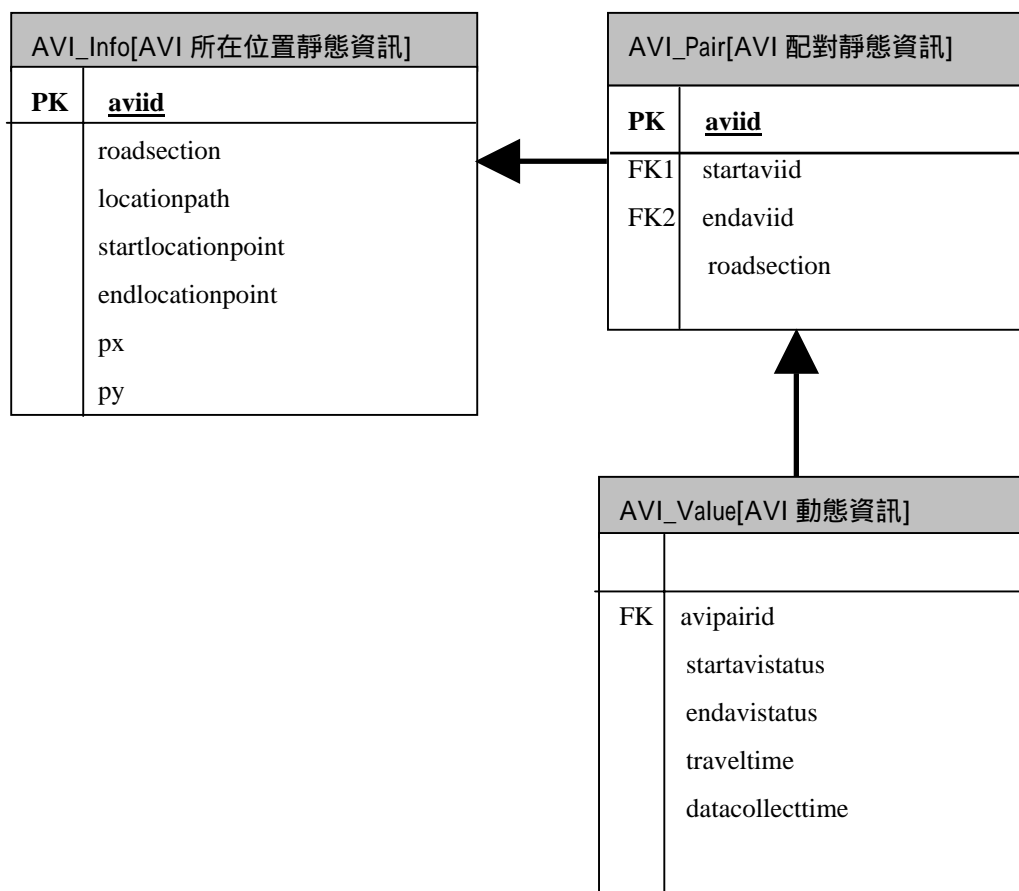 AVI_Info[AVI 所在位置靜態資訊]
PK aviid
roadsection
locationpath
startlocationpoint
endlocationpoint
px
py
AVI_Pair[AVI 配對靜態資訊]
PK aviid
FK1 startaviid
FK2 endaviid
roadsection
AVI_Value[AVI 動態資訊]
FK avipairid
startavistatus
endavistatus
traveltime
datacollecttime